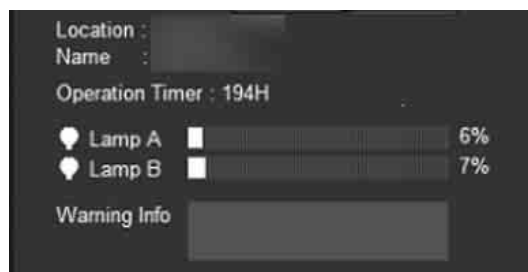 Location :
Name :
Operation Timer : 194H
Lamp A 6%
Lamp B 7%
Warning Info